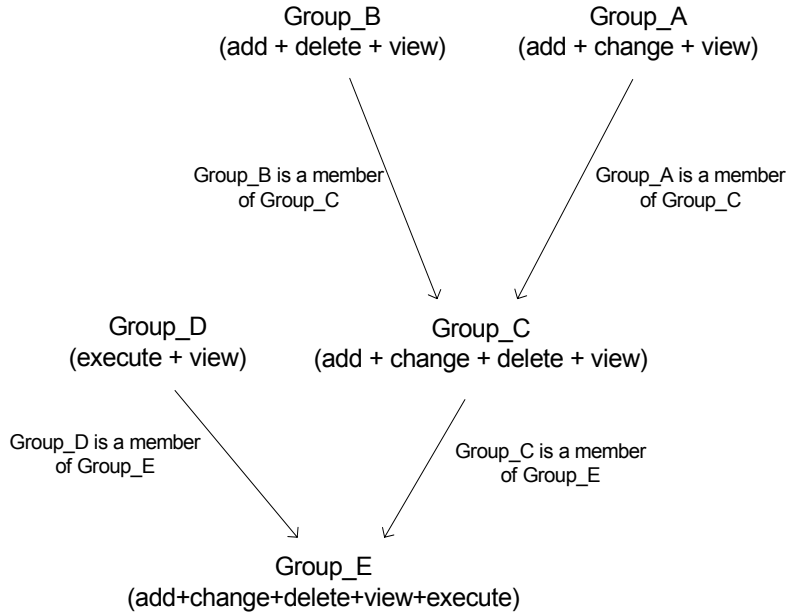 Group_B
(add + delete + view)
Group_A
(add + change + view)
Group_B is a member
of Group_C
Group_A is a member
of Group_C
Group_D
(execute + view)
Group_C
(add + change + delete + view)
Group_D is a member
of Group_E
Group_C is a member
of Group_E
Group_E
(add+change+delete+view+execute)